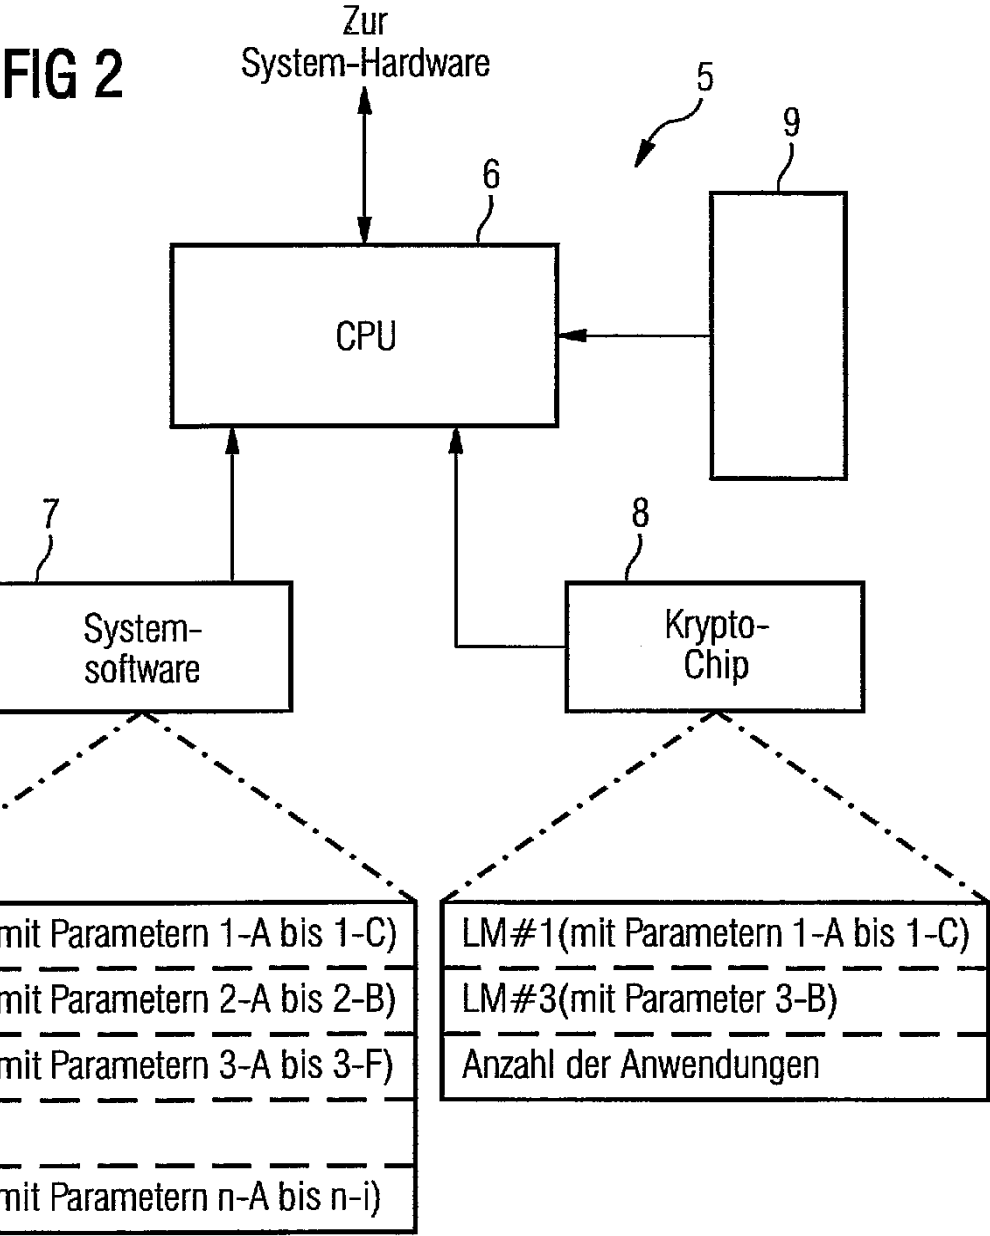 Zur
System-Hardware
FIG 2
5
9
6
CPU
7
8
System-
software
Krypto-
Chip
mit Parametern 1-A bis 1-C)
mit Parametern 2-A bis 2-B)
mit Parametern 3-A bis 3-F)
mit Parametern n-A bis n-i)
LM#1(mit Parametern 1-A bis 1-C)
LM#3(mit Parameter 3-B)
Anzahl der Anwendungen